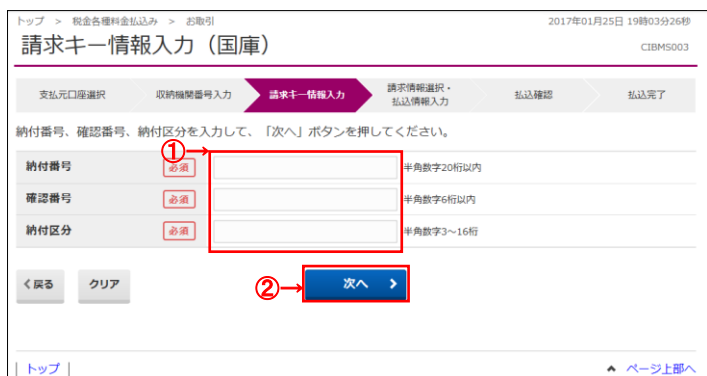 トップ > 税金各種料金払込み > お取引
2017年01月25日 19時03分26秒
請求キー情報入力（国庫）
CIBMS003
支払元口座選択
収納機関番号入力
請求キー情報入力
請求情報選択・
払込情報入力
払込確認
払込完了
納付番号、確認番号、納付区分を入力して、「次へ」ボタンを押してください。
①
納付番号 必須 半角数字20桁以内
確認番号 必須 半角数字6桁以内
納付区分 必須 半角数字3～16桁
戻る クリア ② 次へ
トップ
ページ上部へ